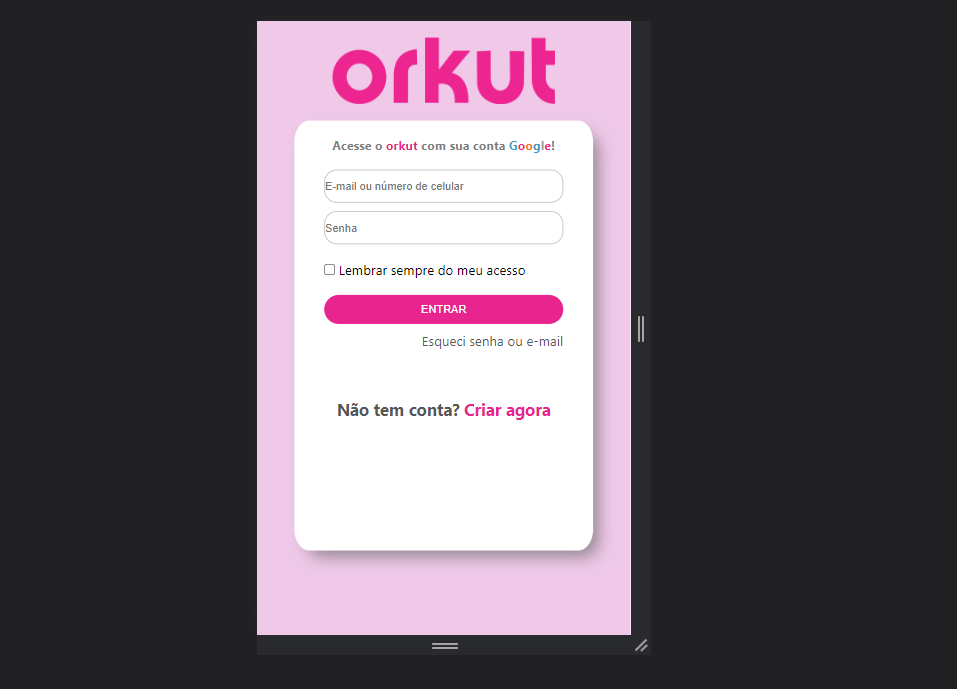 orkut
Acesse o orkut com sua conta Google!
E-mail ou número de celular
Senha
Lembrar sempre do meu acesso
ENTRAR
Esqueci senha ou e-mail
Não tem conta? Criar agora